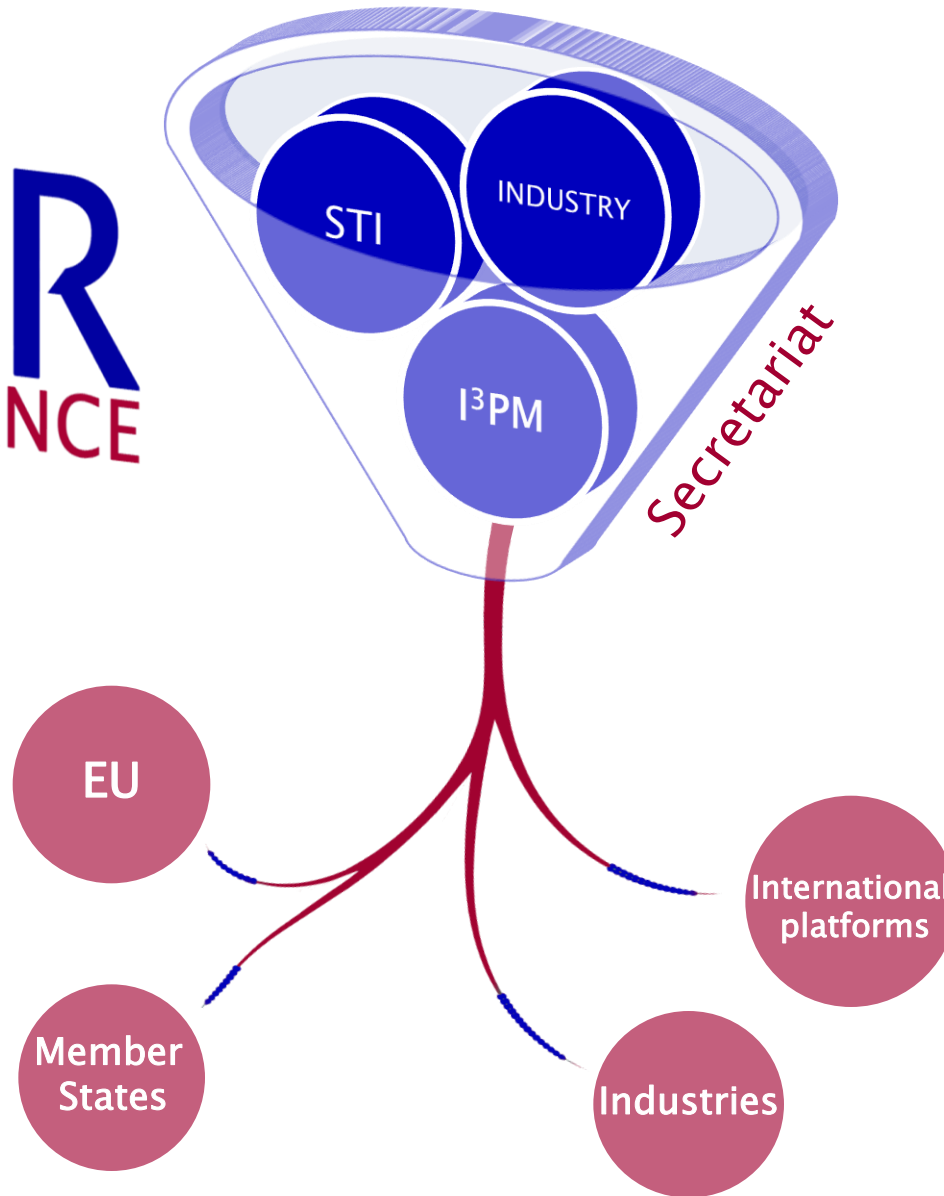 INDUSTRY
STI
R
NCE
I³PM
Secretariat
EU
International
platforms
Member
States
Industries